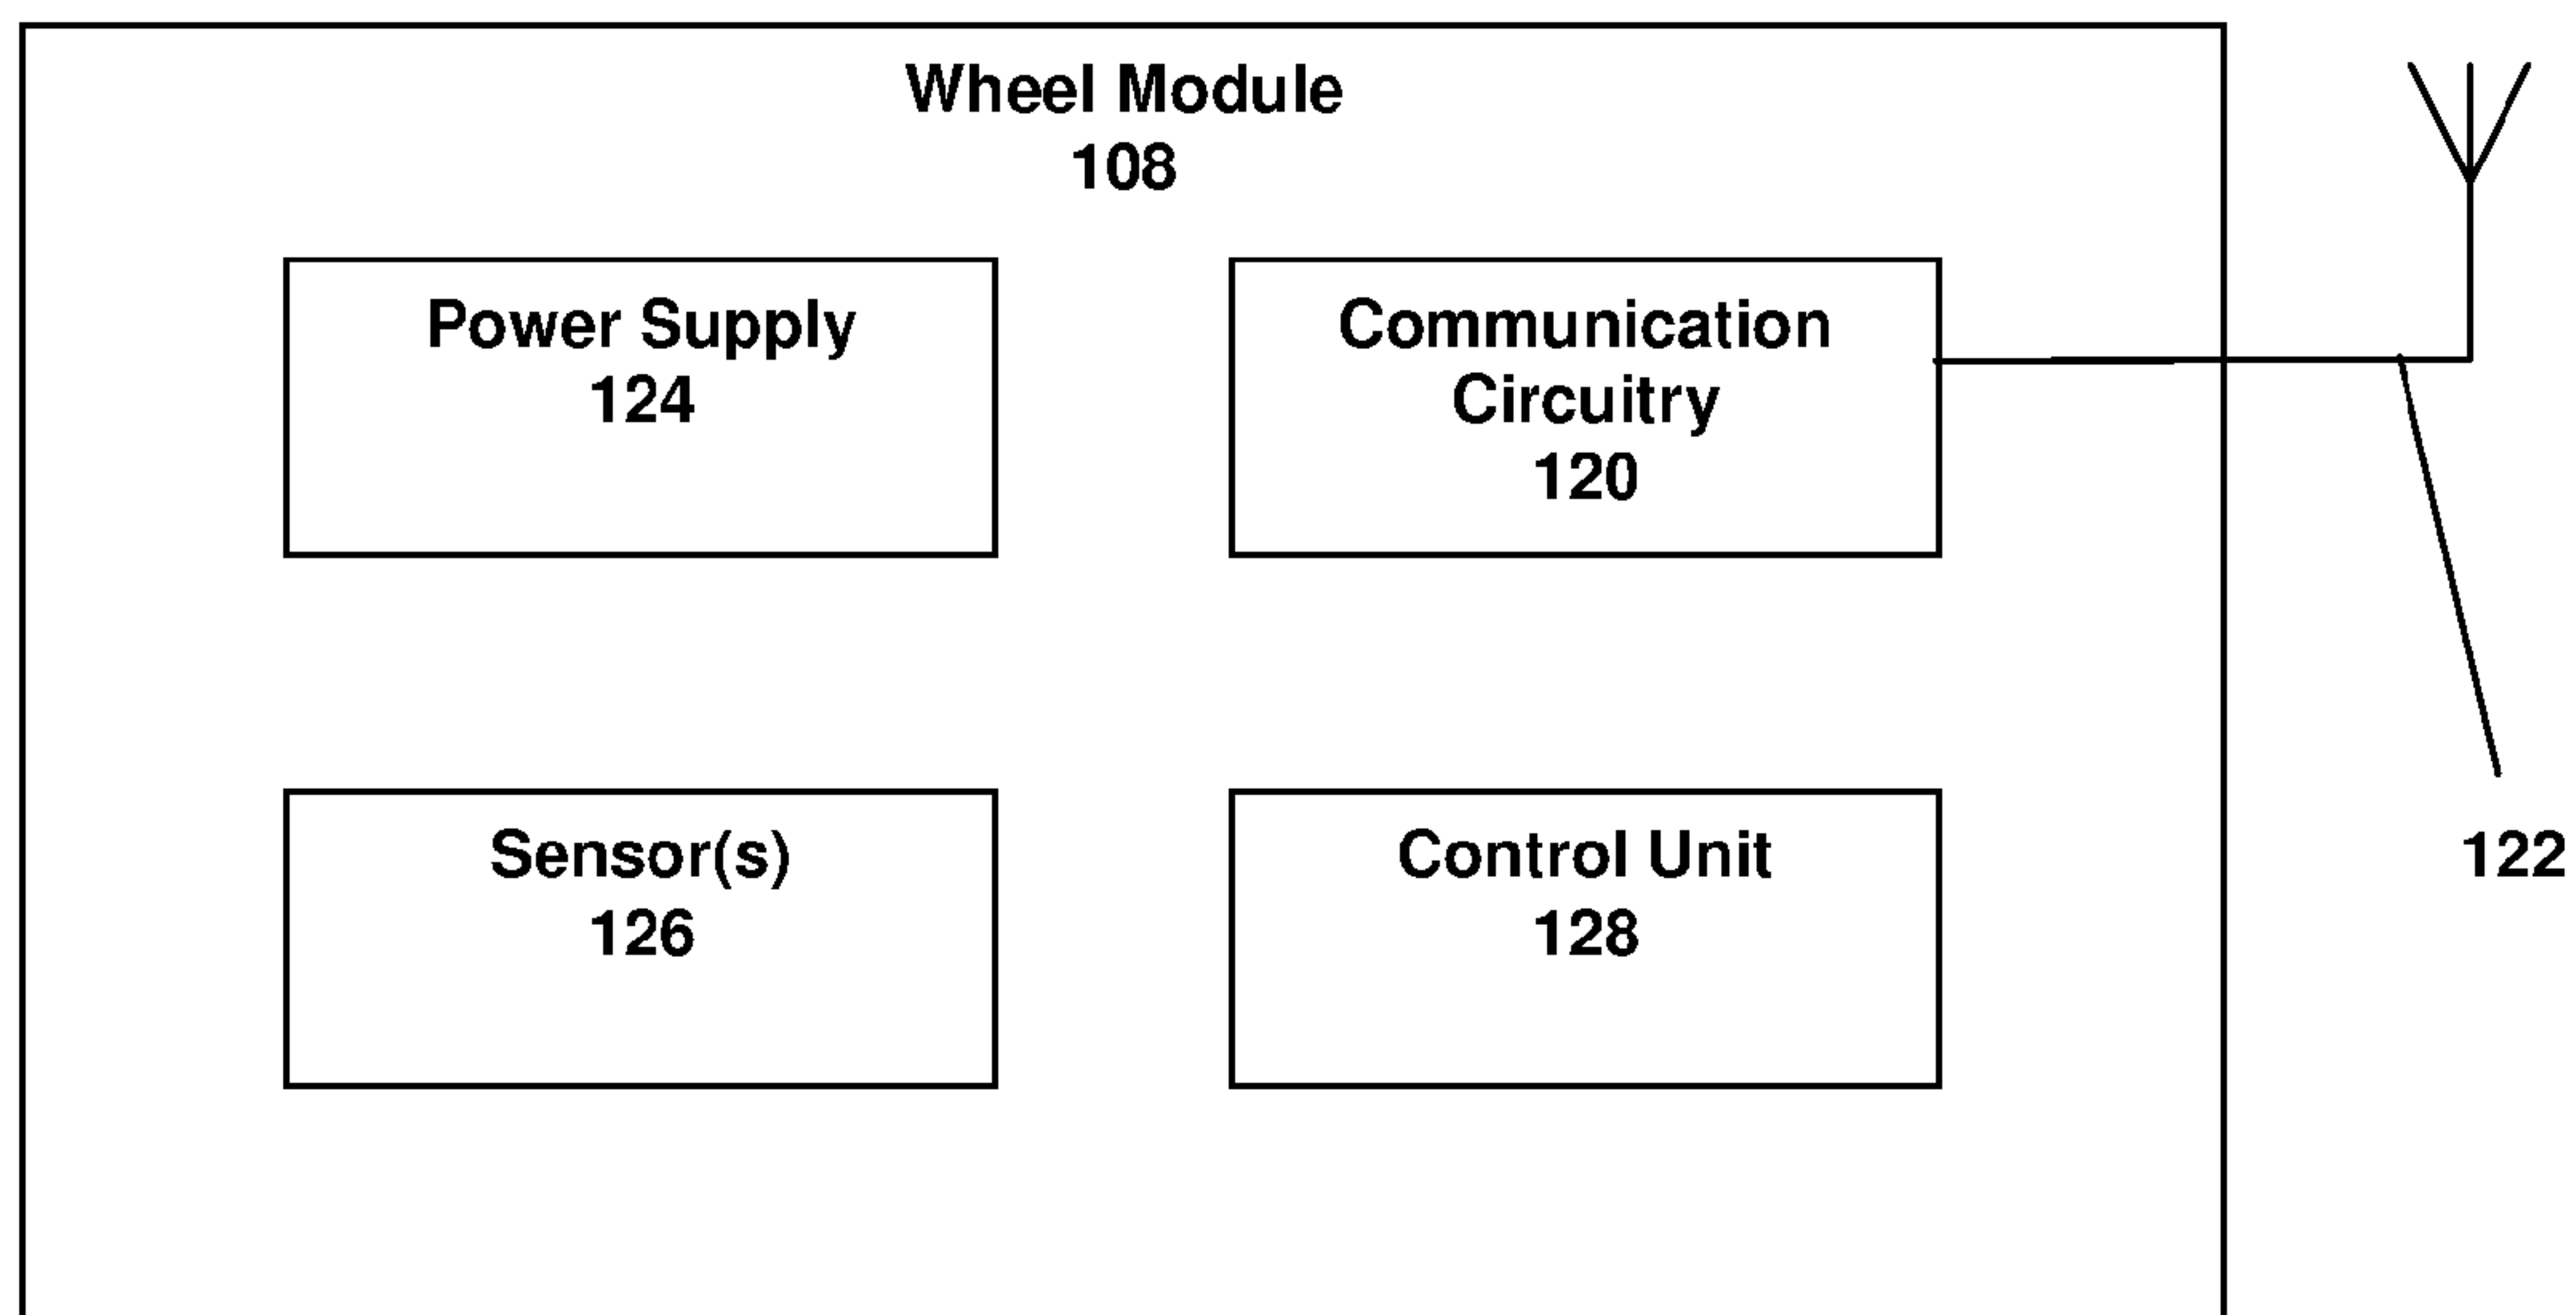 Wheel Module
108
Power Supply
124
Communication
Circuitry
120
Sensor(s)
126
Control Unit
128
122